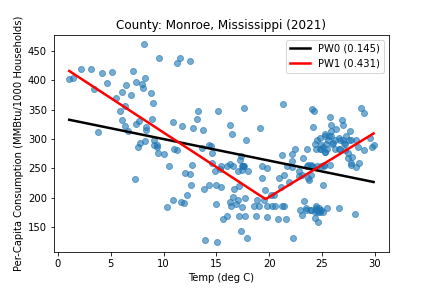 County: Monroe, Mississippi (2021)
Per-Capita Consumption (MMBtu/1000 Households)
450
400
350
300
250
200
150
PW0 (0.145)
PW1 (0.431)
0 5 10 15 20 25 30
Temp (deg C)